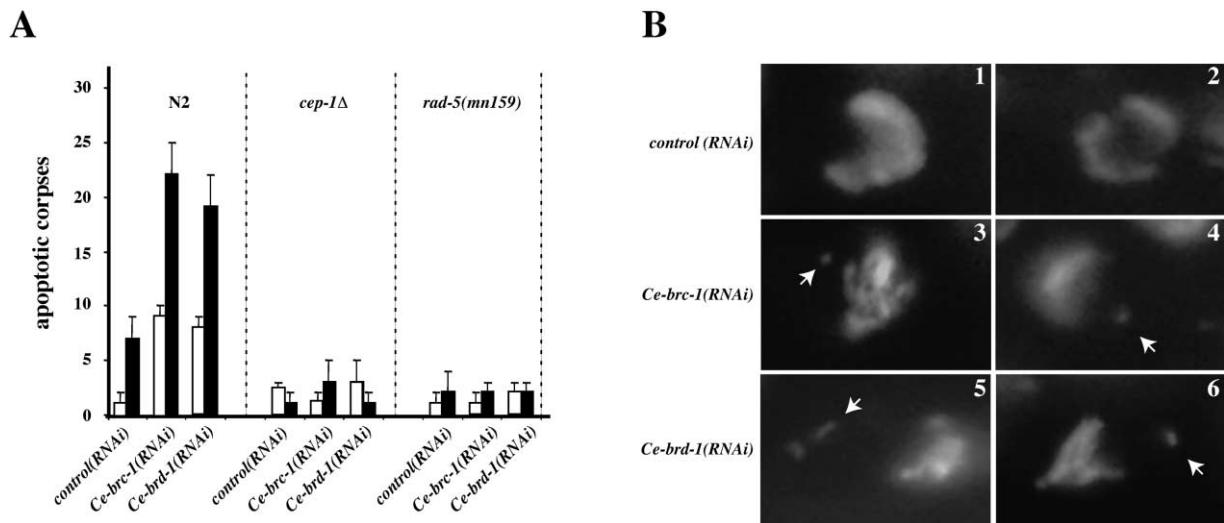 A
B
apoptotic corpses
30
25
20
15
10
5
0
N2
cep-1Δ
rad-5(mn159)
control(RNAi)
Ce-brc-1(RNAi)
Ce-brd-1(RNAi)
control(RNAi)
Ce-brc-1(RNAi)
Ce-brd-1(RNAi)
control(RNAi)
Ce-brc-1(RNAi)
Ce-brd-1(RNAi)
control (RNAi)
1
2
Ce-brc-1(RNAi)
3
4
Ce-brd-1(RNAi)
5
6